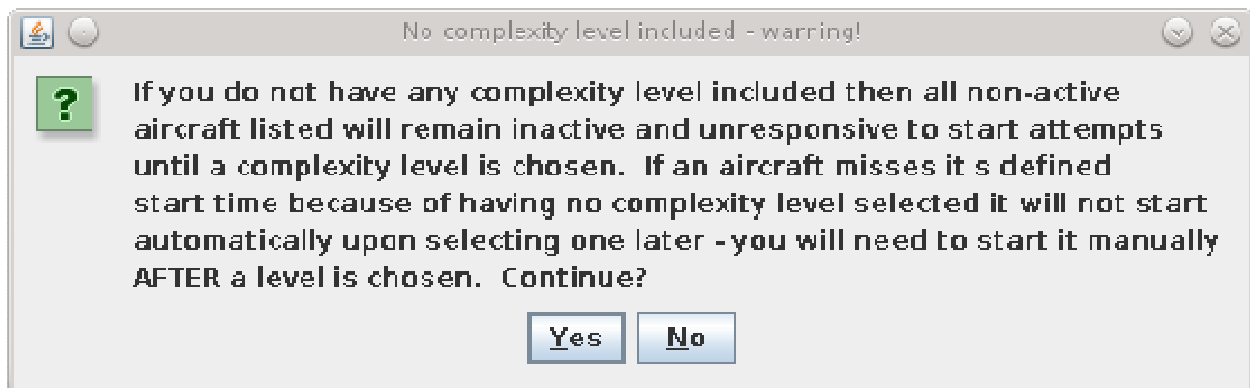 No complexity level included - warning!
?
If you do not have any complexity level included then all non-active
aircraft listed will remain inactive and unresponsive to start attempts
until a complexity level is chosen.  If an aircraft misses it s defined
start time because of having no complexity level selected it will not start
automatically upon selecting one later - you will need to start it manually
AFTER a level is chosen.  Continue?
Yes No